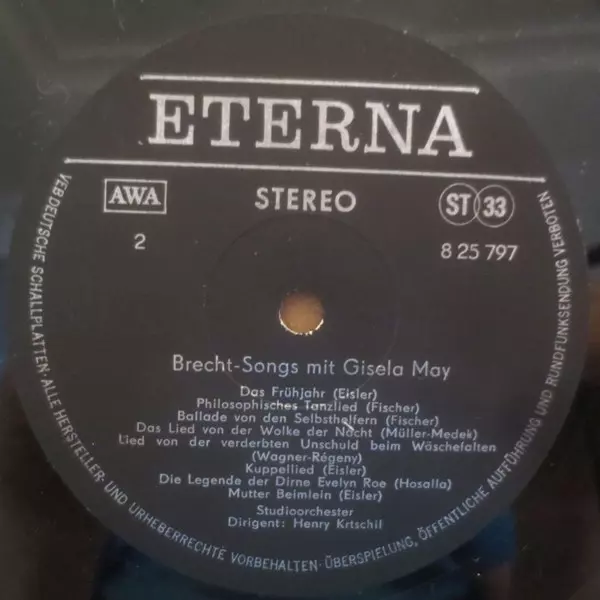 ETERNA
AWA
STEREO
ST 33
2
8 25 797
Brecht-Songs mit Gisela May
Das Frühjahr (Eisler)
Philosophisches Tanzlied (Fischer)
Ballade von den Selbsthelfern (Fischer)
Das Lied von der Wolke der Nacht (Müller-Medek)
Lied von der verderbten Unschuld beim Wäschefalten
(Wagner-Régeny)
Kuppellied (Eisler)
Die Legende der Dirne Evelyn Roe (Hosalla)
Mutter Beimlein (Eisler)
Studioorchester
Dirigent: Henry Krtschil
VEB DEUTSCHE SCHALLPLATTEN · ALLE HERSTELLER- UND URHEBERRECHTE VORBEHALTEN · ÜBERSPIELUNG, ÖFFENTLICHE AUFFÜHRUNG UND RUNDFUNKSENDUNG VERBOTEN